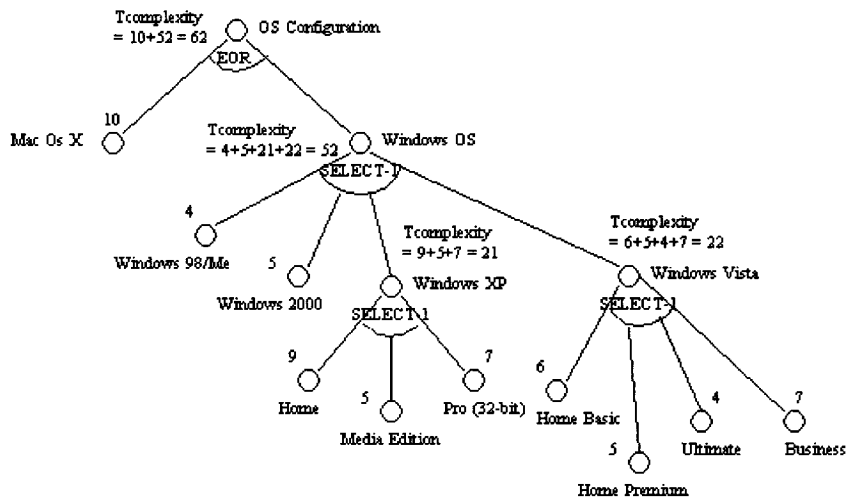 Tcomplexity
= 10+52 = 62
OS Configuration
EOR
10
Mac Os X
Tcomplexity
= 4+5+21+22 = 52
Windows OS
SELECT-1
4
Windows 98/Me
5
Windows 2000
Tcomplexity
= 9+5+7 = 21
Windows XP
SELECT-1
Tcomplexity
= 6+5+4+7 = 22
Windows Vista
SELECT-1
9
Home
5
Media Edition
7
Pro (32-bit)
6
Home Basic
5
Home Premium
4
Ultimate
7
Business